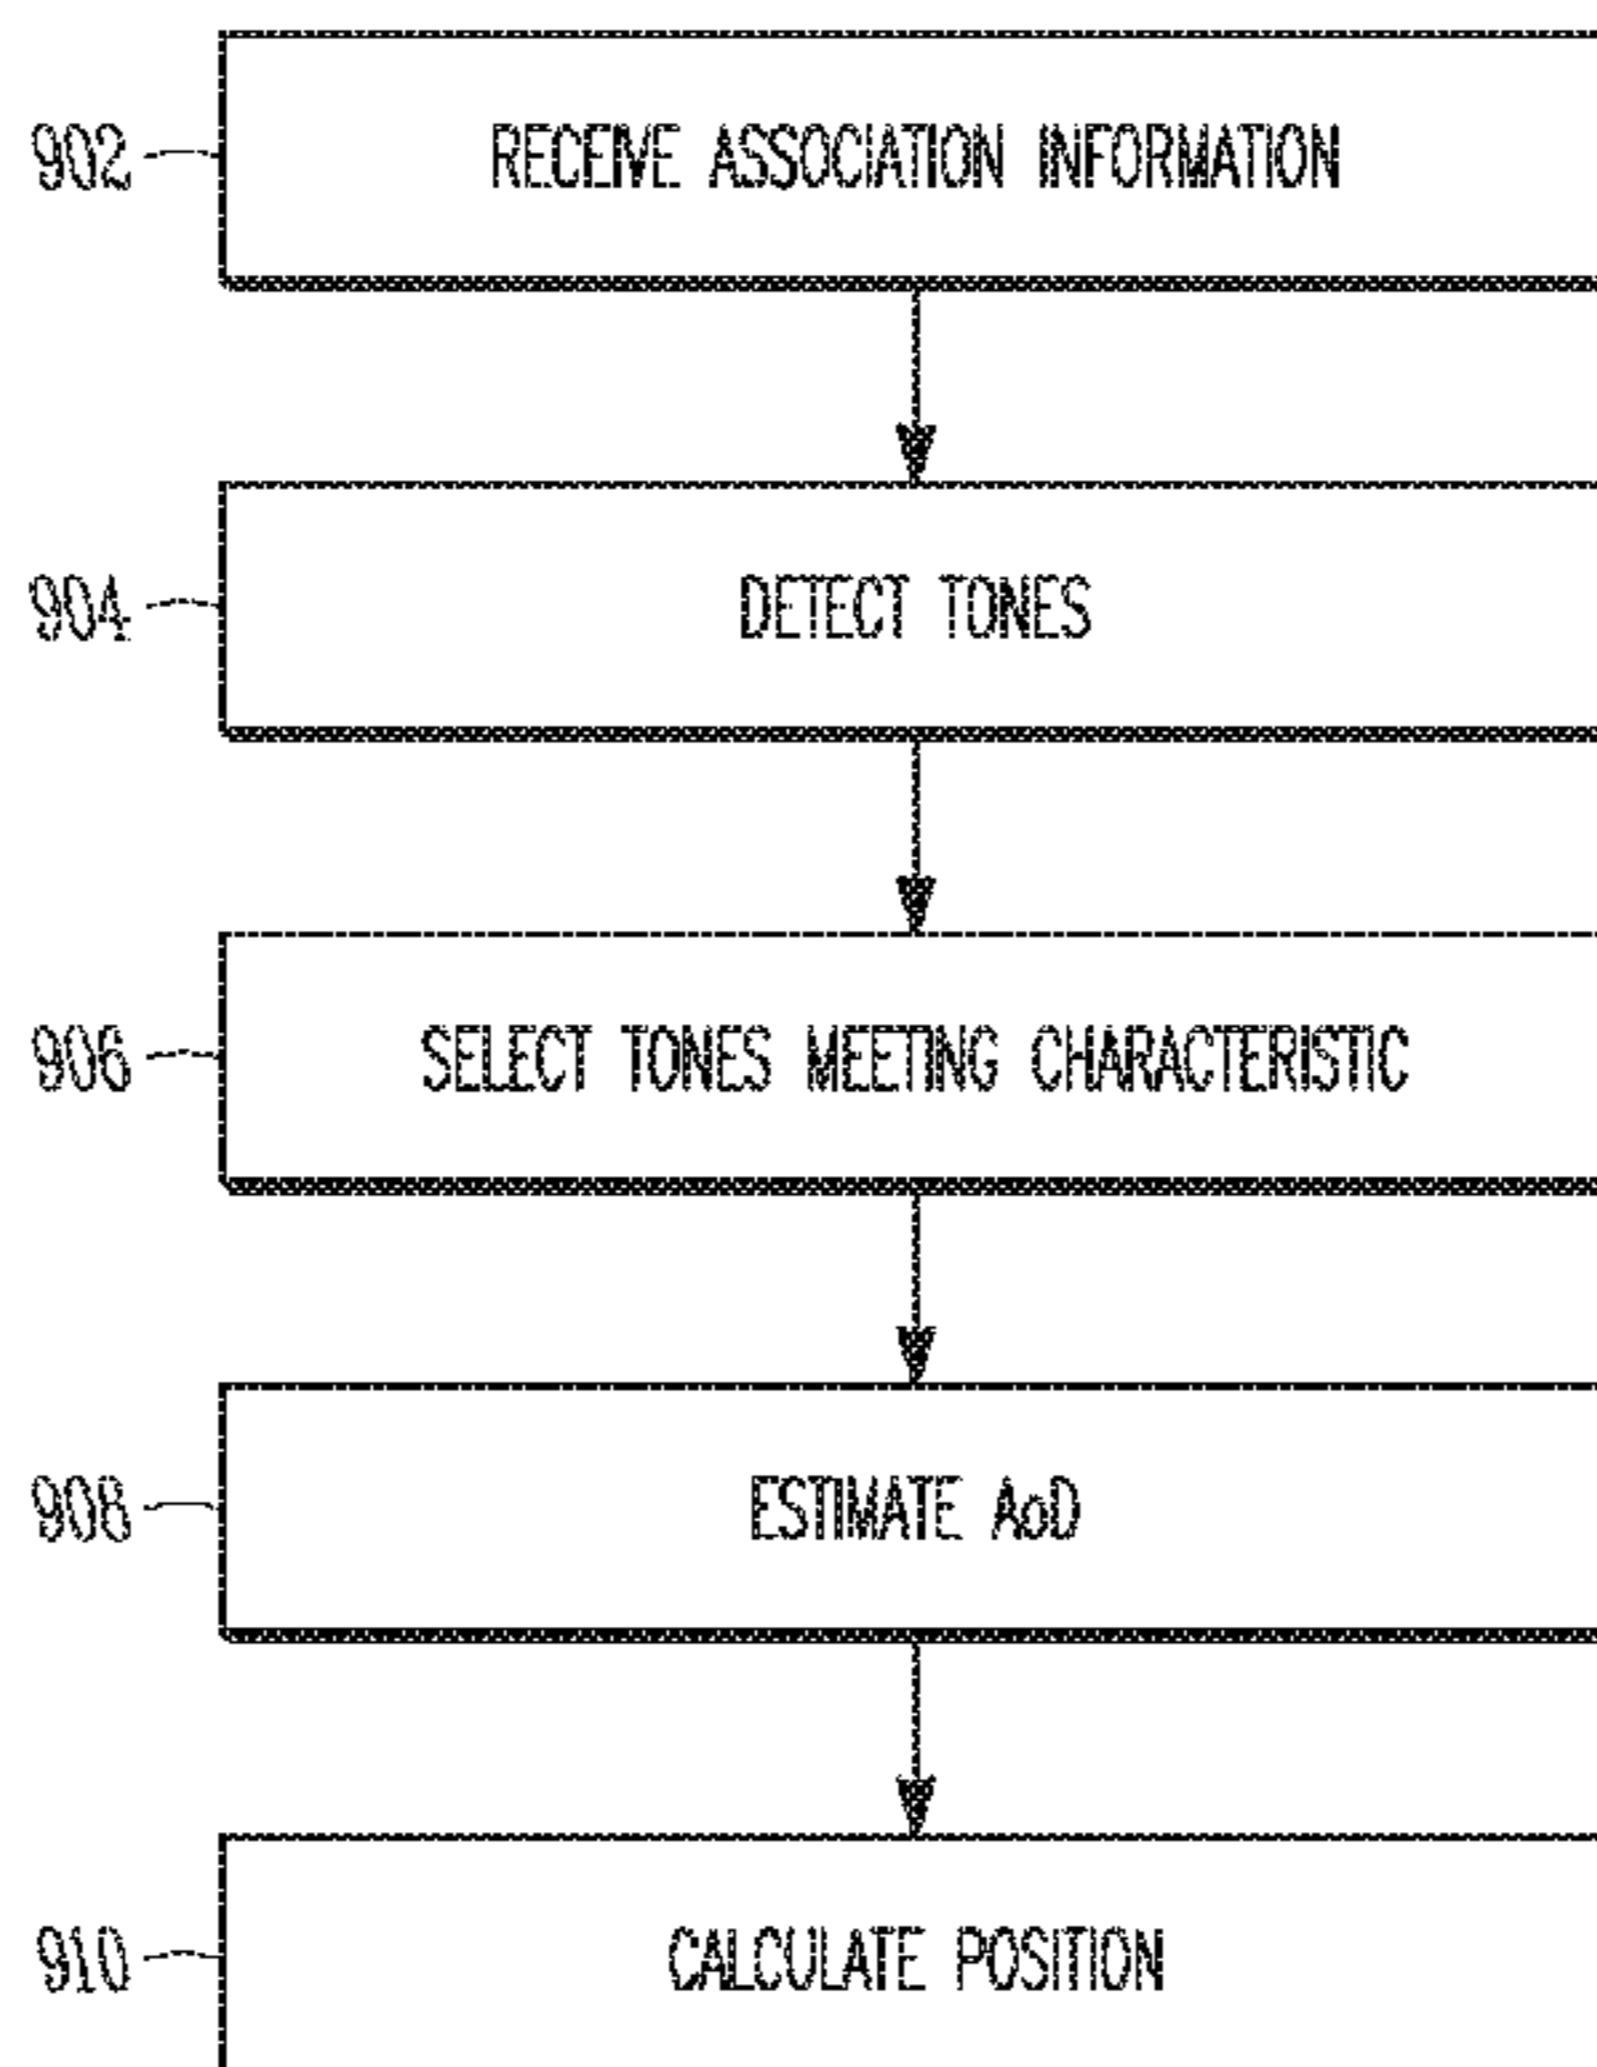 902 RECEIVE ASSOCIATION INFORMATION
904 DETECT TONES
906 SELECT TONES MEETING CHARACTERISTIC
908 ESTIMATE AoD
910 CALCULATE POSITION